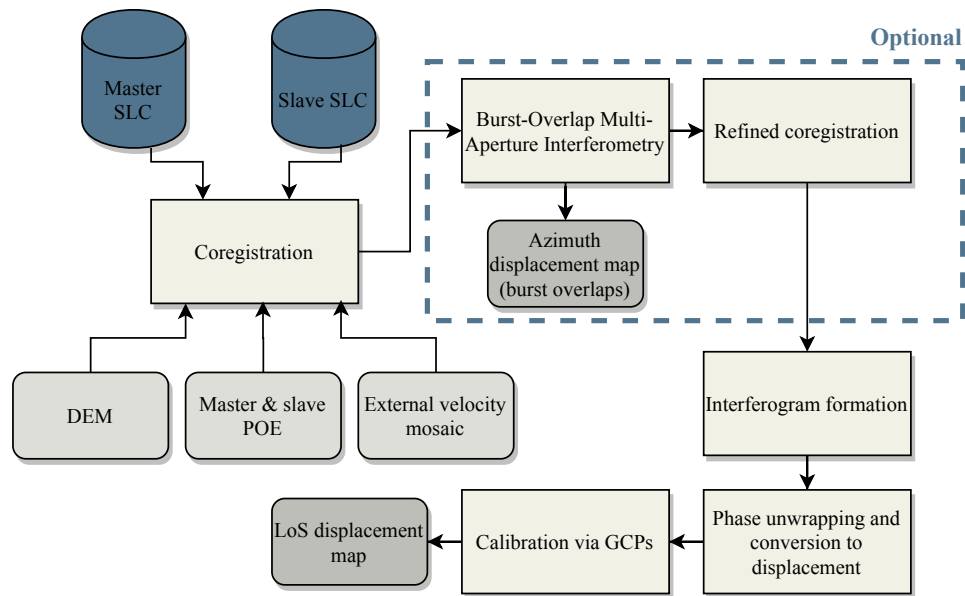 Optional
Master
SLC
Slave SLC
Burst-Overlap Multi-
Aperture Interferometry
Refined coregistration
Coregistration
Azimuth
displacement map
(burst overlaps)
DEM
Master & slave
POE
External velocity
mosaic
Interferogram formation
LoS displacement
map
Calibration via GCPs
Phase unwrapping and
conversion to
displacement